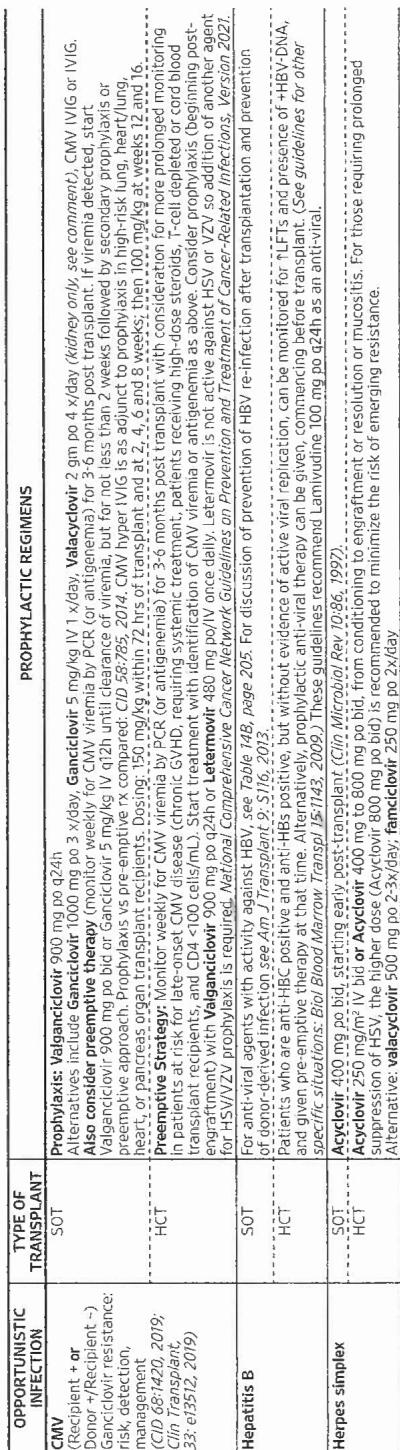 OPPORTUNISTIC
INFECTION
TYPE OF
TRANSPLANT
PROPHYLACTIC REGIMENS
CMV
(Recipient + or
Donor +/Recipient –)
Ganciclovir resistance:
risk, detection,
management
(CID 68:1420, 2019;
Clin Transplant,
33: e13512, 2019)
SOT
Prophylaxis: Valganciclovir 900 mg po q24h
Alternatives include Ganciclovir 1000 mg po 3 x/day, Ganciclovir 5 mg/kg IV 1 x/day, Valacyclovir 2 gm po 4 x/day (kidney only, see comment), CMV IVIG or IVIG.
Also consider preemptive therapy (monitor weekly for CMV viremia by PCR (or antigenemia) for 3-6 months post transplant. If viremia detected, start
Valganciclovir 900 mg po bid or Ganciclovir 5 mg/kg IV q12h until clearance of viremia, but for not less than 2 weeks followed by secondary prophylaxis or
preemptive approach. Prophylaxis vs pre-emptive rx compared: CID 58:785, 2014. CMV hyper IVIG is as adjunct to prophylaxis in high-risk lung, heart/lung,
heart, or pancreas organ transplant recipients. Dosing: 150 mg/kg within 72 hrs of transplant and at 2, 4, 6 and 8 weeks; then 100 mg/kg at weeks 12 and 16.
HCT
Preemptive Strategy: Monitor weekly for CMV viremia by PCR (or antigenemia) for 3-6 months post transplant with consideration for more prolonged monitoring
in patients at risk for late-onset CMV disease (chronic GVHD, requiring systemic treatment, patients receiving high-dose steroids, T-cell depleted or cord blood
transplant recipients, and CD4 <100 cells/mL). Start treatment with identification of CMV viremia or antigenemia as above. Consider prophylaxis (beginning post-
engraftment) with Valganciclovir 900 mg po q24h or Letermovir 480 mg po/IV once daily. Letermovir is not active against HSV or VZV so addition of another agent
for HSV/VZV prophylaxis is required. National Comprehensive Cancer Network Guidelines on Prevention and Treatment of Cancer-Related Infections, Version 2021.
Hepatitis B
SOT
For anti-viral agents with activity against HBV, see Table 14B, page 205. For discussion of prevention of HBV re-infection after transplantation and prevention
of donor-derived infection see Am J Transplant 9: S116, 2013.
HCT
Patients who are anti-HBC positive and anti-HBs positive, but without evidence of active viral replication, can be monitored for ↑LFTs and presence of +HBV-DNA,
and given pre-emptive therapy at that time. Alternatively, prophylactic anti-viral therapy can be given, commencing before transplant. (See guidelines for other
specific situations: Biol Blood Marrow Transpl 15:1143, 2009.) These guidelines recommend Lamivudine 100 mg po q24h as an anti-viral.
Herpes simplex
SOT
Acyclovir 400 mg po bid, starting early post-transplant (Clin Microbiol Rev 10:86, 1997).
HCT
Acyclovir 250 mg/m² IV bid or Acyclovir 400 mg to 800 mg po bid, from conditioning to engraftment or resolution or mucositis. For those requiring prolonged
suppression of HSV, the higher dose (Acyclovir 800 mg po bid) is recommended to minimize the risk of emerging resistance.
Alternative: valacyclovir 500 mg po 2-3x/day; famciclovir 250 mg po 2x/day